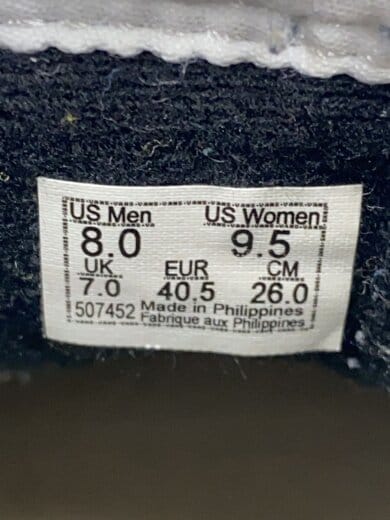 US Men US Women
8.0 9.5
UK EUR CM
7.0 40.5 26.0
507452 Made in Philippines
Fabrique aux Philippines